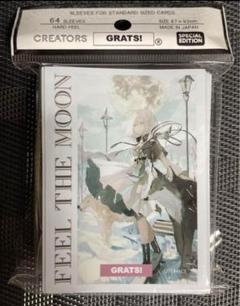 SLEEVES FOR STANDARD SIZED CARDS
64 SLEEVES
HARD FEEL
SIZE 67 × 92mm
MADE IN JAPAN
CREATORS GRATS! ® SPECIAL EDITION
FEEL THE MOON
GRATS!